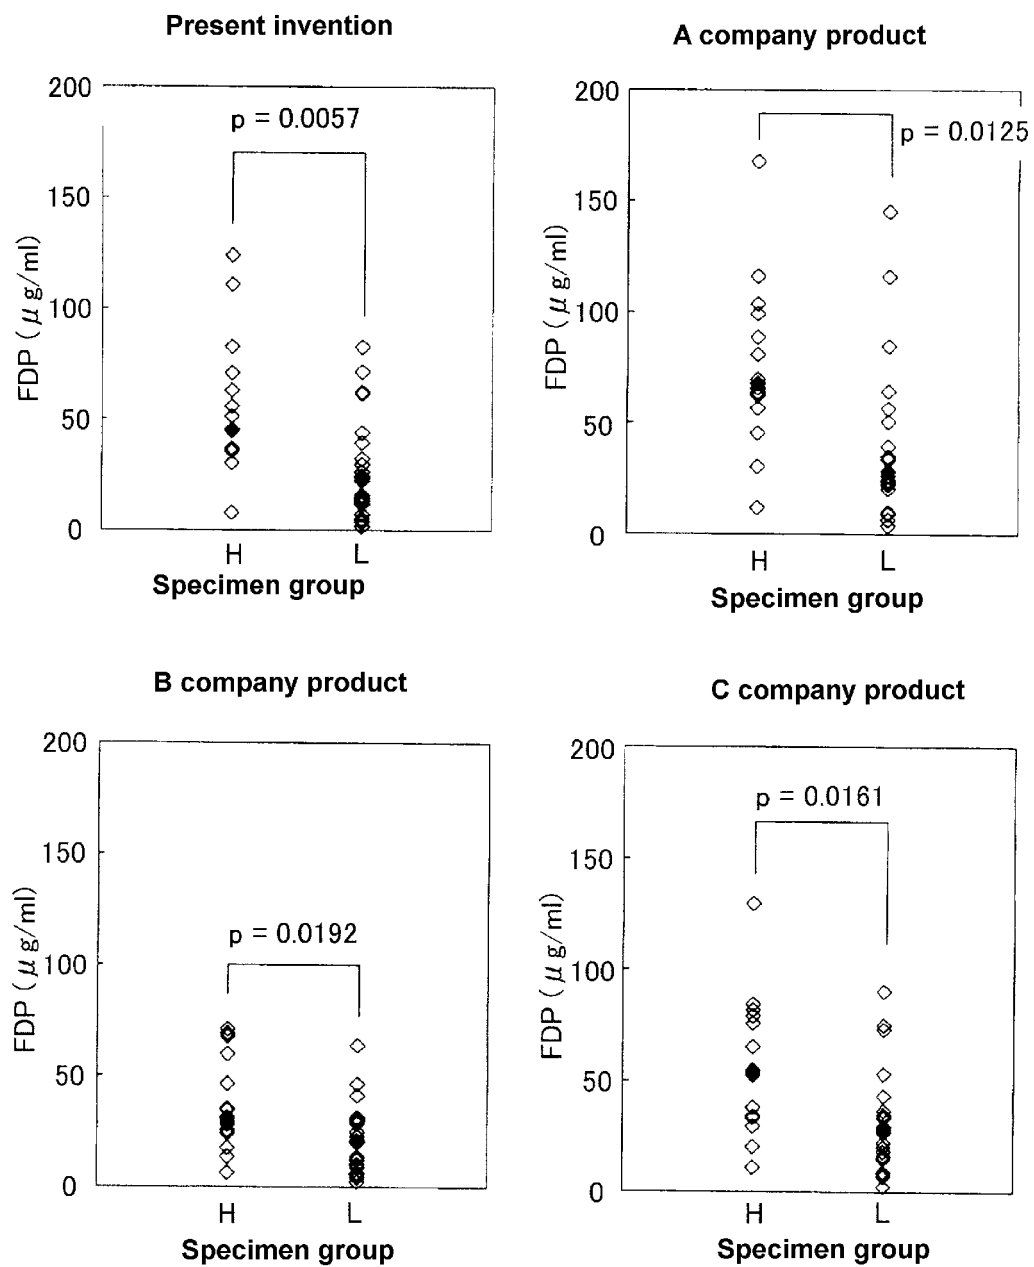 Present invention
200
150
100
50
0
FDP (μg/ml)
p = 0.0057
H L
Specimen group
A company product
200
150
100
50
0
FDP (μg/ml)
p = 0.0125
H L
Specimen group
B company product
200
150
100
50
0
FDP (μg/ml)
p = 0.0192
H L
Specimen group
C company product
200
150
100
50
0
FDP (μg/ml)
p = 0.0161
H L
Specimen group